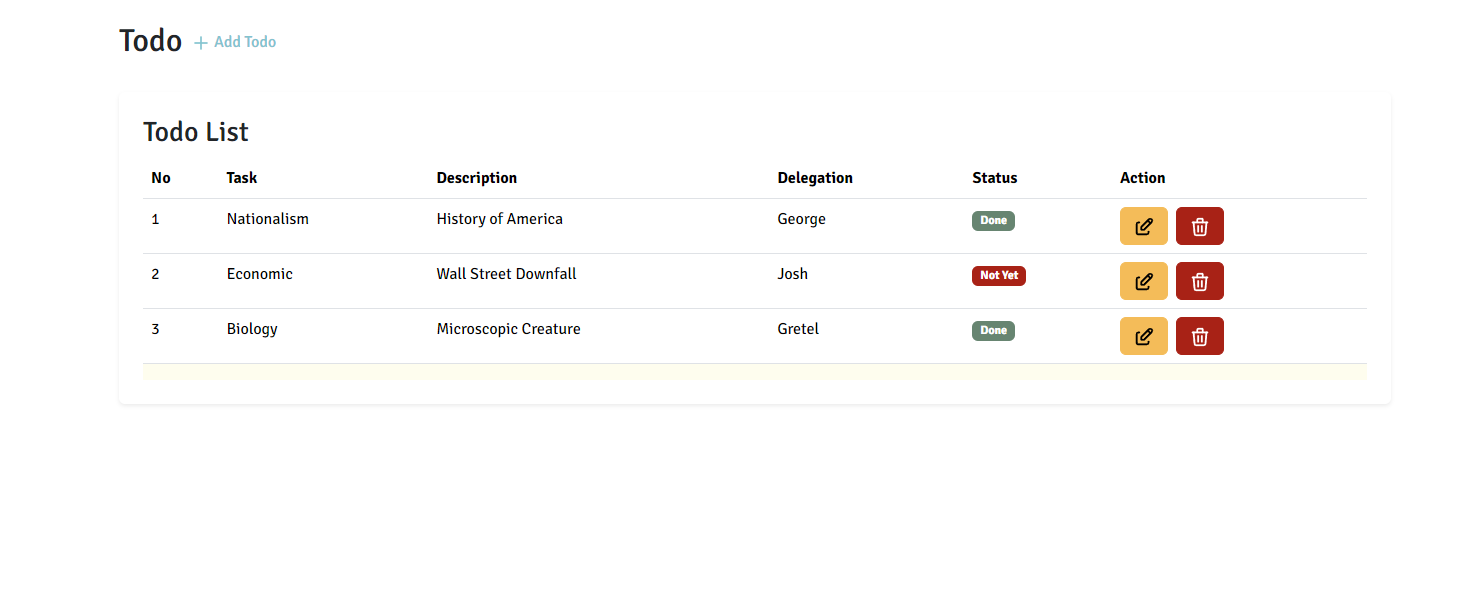 Todo + Add Todo
Todo List
No Task Description Delegation Status Action
1 Nationalism History of America George Done
2 Economic Wall Street Downfall Josh Not Yet
3 Biology Microscopic Creature Gretel Done